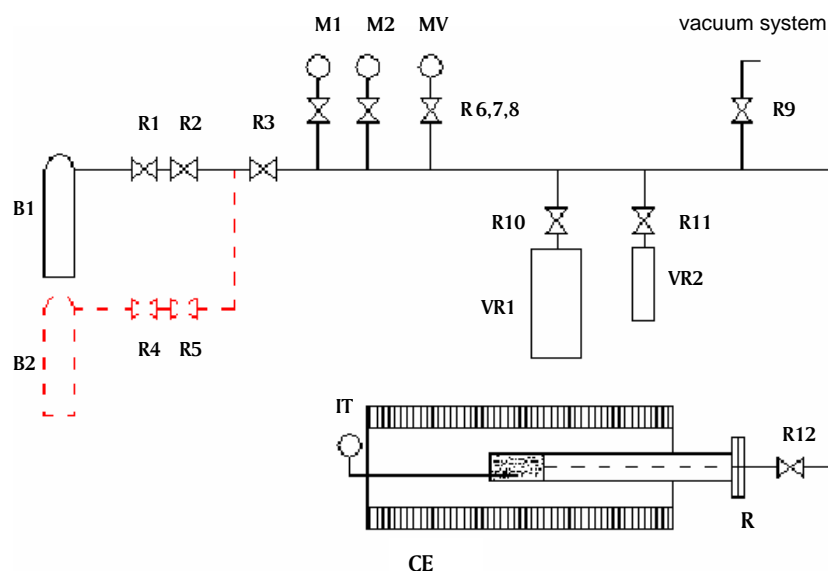 M1 M2 MV vacuum system
R1 R2 R3 R 6,7,8 R9
B1
R10 R11
VR1 VR2
R4 R5
B2
IT
R12
R
CE